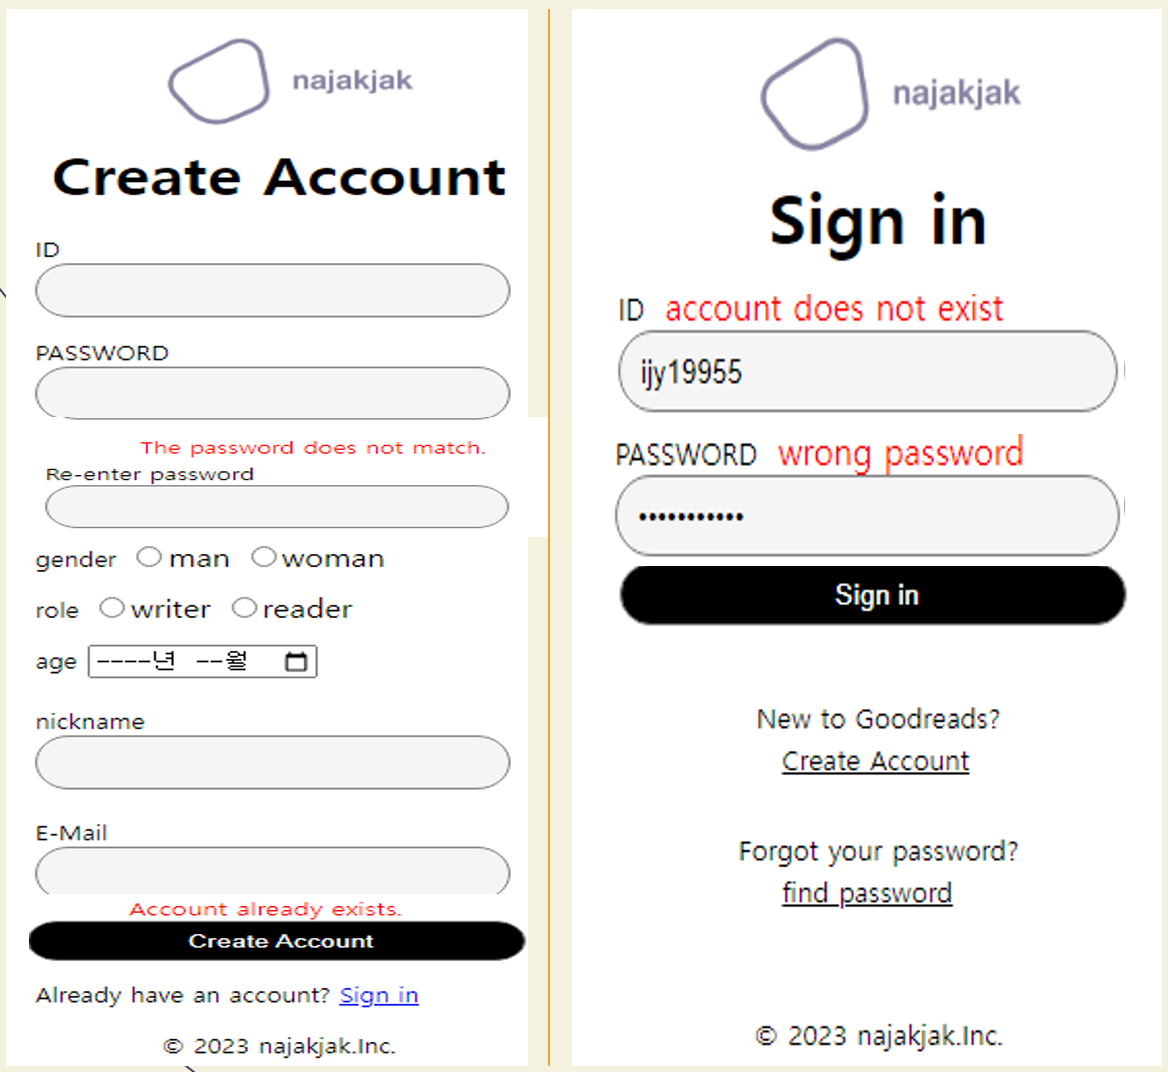 najakjak
Create Account
ID
PASSWORD
The password does not match.
Re-enter password
gender man woman
role writer reader
age ----년 --월
nickname
E-Mail
Account already exists.
Create Account
Already have an account? Sign in
© 2023 najakjak.Inc.
najakjak
Sign in
ID account does not exist
ijy19955
PASSWORD wrong password
•••••••••••
Sign in
New to Goodreads?
Create Account
Forgot your password?
find password
© 2023 najakjak.Inc.